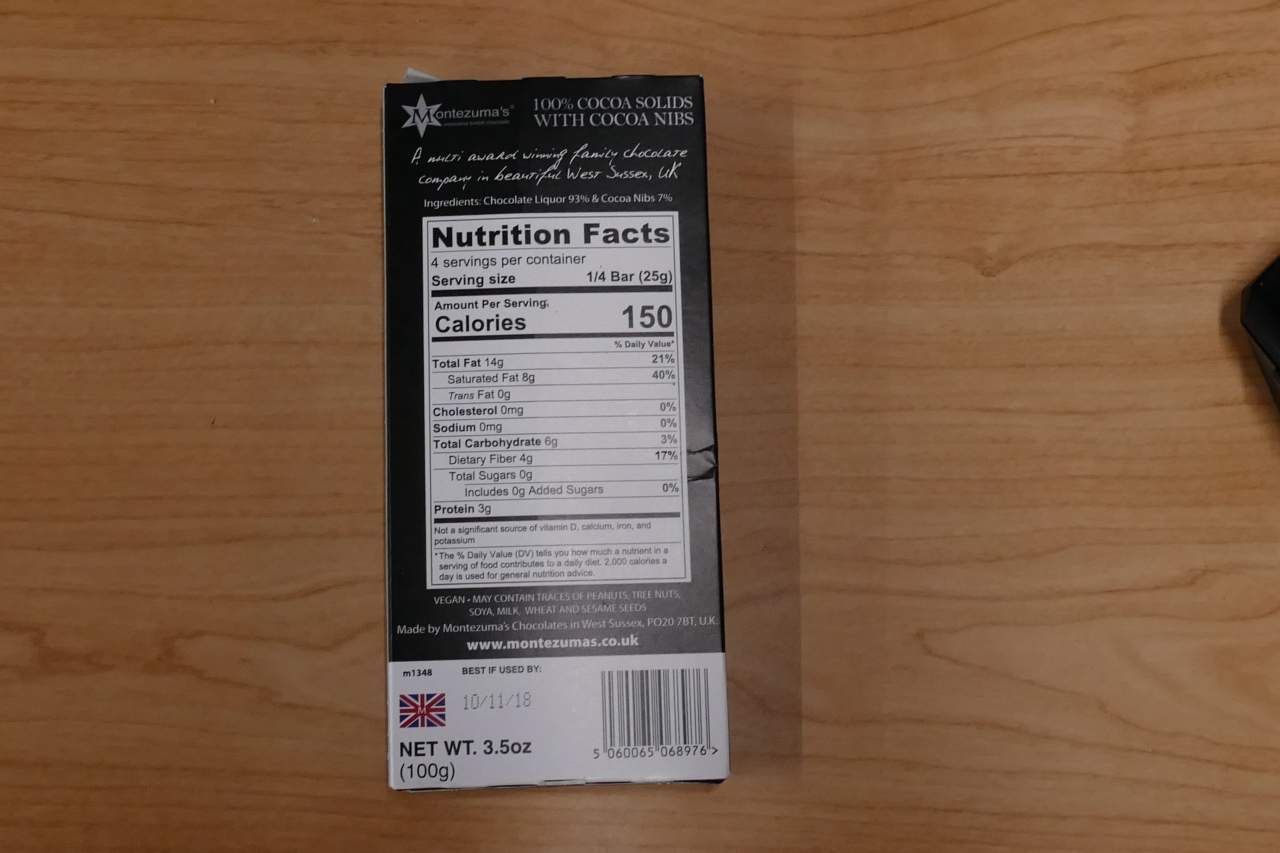 Montezuma's®
100% COCOA SOLIDS
WITH COCOA NIBS
A multi award winning family chocolate
company in beautiful West Sussex, UK
Ingredients: Chocolate Liquor 93% & Cocoa Nibs 7%
Nutrition Facts
4 servings per container
Serving size 1/4 Bar (25g)
Amount Per Serving
Calories 150
% Daily Value*
Total Fat 14g 21%
Saturated Fat 8g 40%
Trans Fat 0g
Cholesterol 0mg 0%
Sodium 0mg 0%
Total Carbohydrate 6g 3%
Dietary Fiber 4g 17%
Total Sugars 0g
Includes 0g Added Sugars 0%
Protein 3g
Not a significant source of vitamin D, calcium, iron, and
potassium
*The % Daily Value (DV) tells you how much a nutrient in a
serving of food contributes to a daily diet. 2,000 calories a
day is used for general nutrition advice.
VEGAN • MAY CONTAIN TRACES OF PEANUTS, TREE NUTS,
SOYA, MILK, WHEAT AND SESAME SEEDS
Made by Montezuma's Chocolates in West Sussex, PO20 7BT, U.K.
www.montezumas.co.uk
m1348
BEST IF USED BY:
10/11/18
M
NET WT. 3.5oz
(100g)
5 060065 068976 >